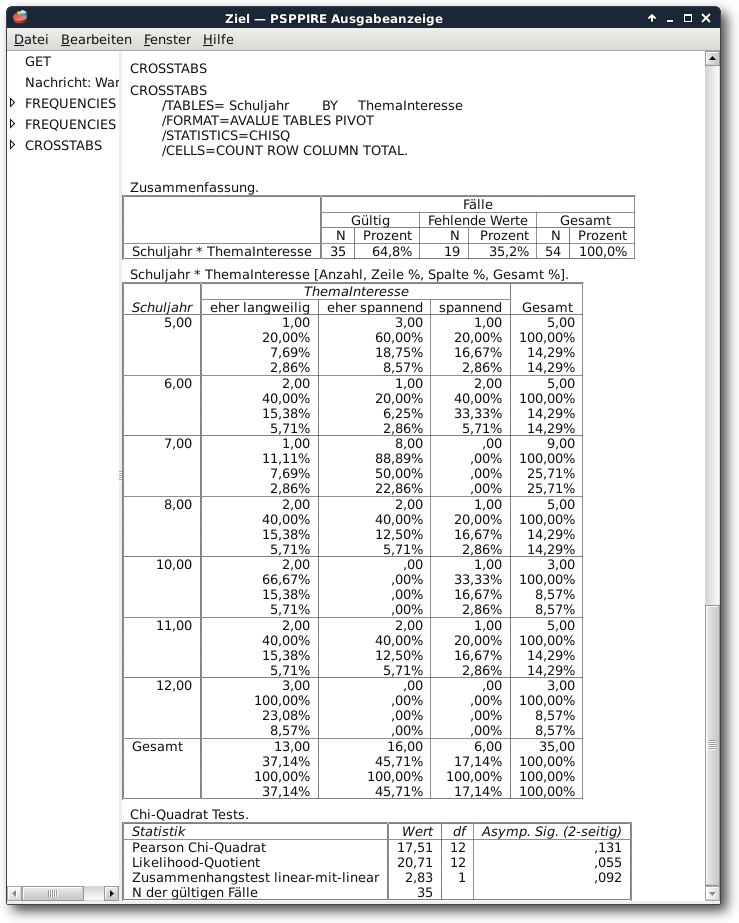 Ziel — PSPPIRE Ausgabeanzeige
Datei Bearbeiten Fenster Hilfe
GET
Nachricht: War
FREQUENCIES
FREQUENCIES
CROSSTABS
CROSSTABS
CROSSTABS
/TABLES= Schuljahr BY ThemaInteresse
/FORMAT=AVALUE TABLES PIVOT
/STATISTICS=CHISQ
/CELLS=COUNT ROW COLUMN TOTAL.
Zusammenfassung.
Fälle
Gültig Fehlende Werte Gesamt
N Prozent N Prozent N Prozent
Schuljahr * ThemaInteresse 35 64,8% 19 35,2% 54 100,0%
Schuljahr * ThemaInteresse [Anzahl, Zeile %, Spalte %, Gesamt %].
ThemaInteresse
Schuljahr eher langweilig eher spannend spannend Gesamt
5,00 1,00 3,00 1,00 5,00
20,00% 60,00% 20,00% 100,00%
7,69% 18,75% 16,67% 14,29%
2,86% 8,57% 2,86% 14,29%
6,00 2,00 1,00 2,00 5,00
40,00% 20,00% 40,00% 100,00%
15,38% 6,25% 33,33% 14,29%
5,71% 2,86% 5,71% 14,29%
7,00 1,00 8,00 ,00 9,00
11,11% 88,89% ,00% 100,00%
7,69% 50,00% ,00% 25,71%
2,86% 22,86% ,00% 25,71%
8,00 2,00 2,00 1,00 5,00
40,00% 40,00% 20,00% 100,00%
15,38% 12,50% 16,67% 14,29%
5,71% 5,71% 2,86% 14,29%
10,00 2,00 ,00 1,00 3,00
66,67% ,00% 33,33% 100,00%
15,38% ,00% 16,67% 8,57%
5,71% ,00% 2,86% 8,57%
11,00 2,00 2,00 1,00 5,00
40,00% 40,00% 20,00% 100,00%
15,38% 12,50% 16,67% 14,29%
5,71% 5,71% 2,86% 14,29%
12,00 3,00 ,00 ,00 3,00
100,00% ,00% ,00% 100,00%
23,08% ,00% ,00% 8,57%
8,57% ,00% ,00% 8,57%
Gesamt 13,00 16,00 6,00 35,00
37,14% 45,71% 17,14% 100,00%
100,00% 100,00% 100,00% 100,00%
37,14% 45,71% 17,14% 100,00%
Chi-Quadrat Tests.
Statistik Wert df Asymp. Sig. (2-seitig)
Pearson Chi-Quadrat 17,51 12 ,131
Likelihood-Quotient 20,71 12 ,055
Zusammenhangstest linear-mit-linear 2,83 1 ,092
N der gültigen Fälle 35